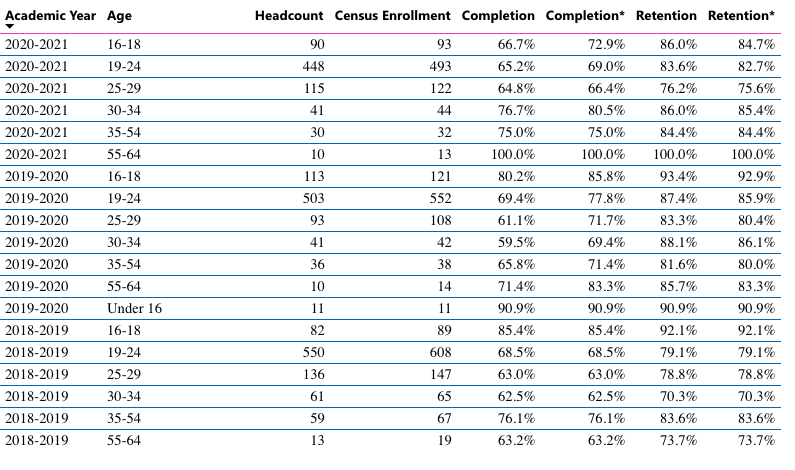 Academic Year Age Headcount Census Enrollment Completion Completion* Retention Retention*
2020-2021 16-18 90 93 66.7% 72.9% 86.0% 84.7%
2020-2021 19-24 448 493 65.2% 69.0% 83.6% 82.7%
2020-2021 25-29 115 122 64.8% 66.4% 76.2% 75.6%
2020-2021 30-34 41 44 76.7% 80.5% 86.0% 85.4%
2020-2021 35-54 30 32 75.0% 75.0% 84.4% 84.4%
2020-2021 55-64 10 13 100.0% 100.0% 100.0% 100.0%
2019-2020 16-18 113 121 80.2% 85.8% 93.4% 92.9%
2019-2020 19-24 503 552 69.4% 77.8% 87.4% 85.9%
2019-2020 25-29 93 108 61.1% 71.7% 83.3% 80.4%
2019-2020 30-34 41 42 59.5% 69.4% 88.1% 86.1%
2019-2020 35-54 36 38 65.8% 71.4% 81.6% 80.0%
2019-2020 55-64 10 14 71.4% 83.3% 85.7% 83.3%
2019-2020 Under 16 11 11 90.9% 90.9% 90.9% 90.9%
2018-2019 16-18 82 89 85.4% 85.4% 92.1% 92.1%
2018-2019 19-24 550 608 68.5% 68.5% 79.1% 79.1%
2018-2019 25-29 136 147 63.0% 63.0% 78.8% 78.8%
2018-2019 30-34 61 65 62.5% 62.5% 70.3% 70.3%
2018-2019 35-54 59 67 76.1% 76.1% 83.6% 83.6%
2018-2019 55-64 13 19 63.2% 63.2% 73.7% 73.7%